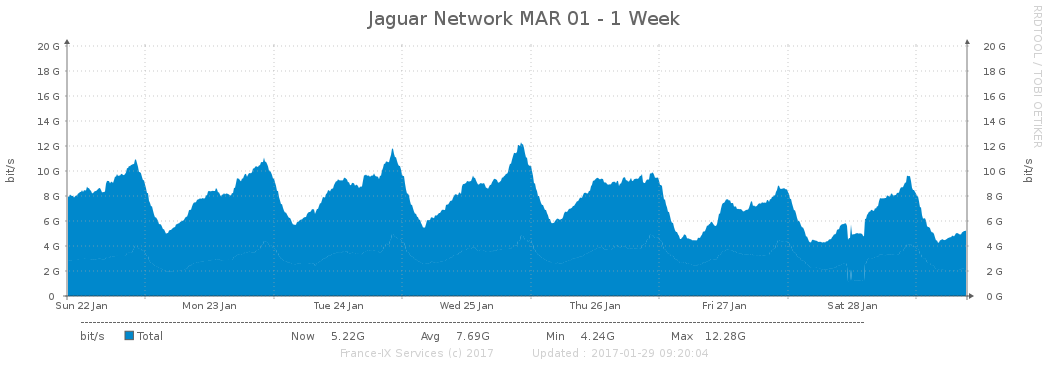 Jaguar Network MAR 01 - 1 Week
RRDTOOL / TOBI OETIKER
bit/s
bit/s
20 G 20 G
18 G 18 G
16 G 16 G
14 G 14 G
12 G 12 G
10 G 10 G
8 G 8 G
6 G 6 G
4 G 4 G
2 G 2 G
0 0 G
Sun 22 Jan Mon 23 Jan Tue 24 Jan Wed 25 Jan Thu 26 Jan Fri 27 Jan Sat 28 Jan
bit/s Total Now 5.22G Avg 7.69G Min 4.24G Max 12.28G
France-IX Services (c) 2017 Updated : 2017-01-29 09:20:04